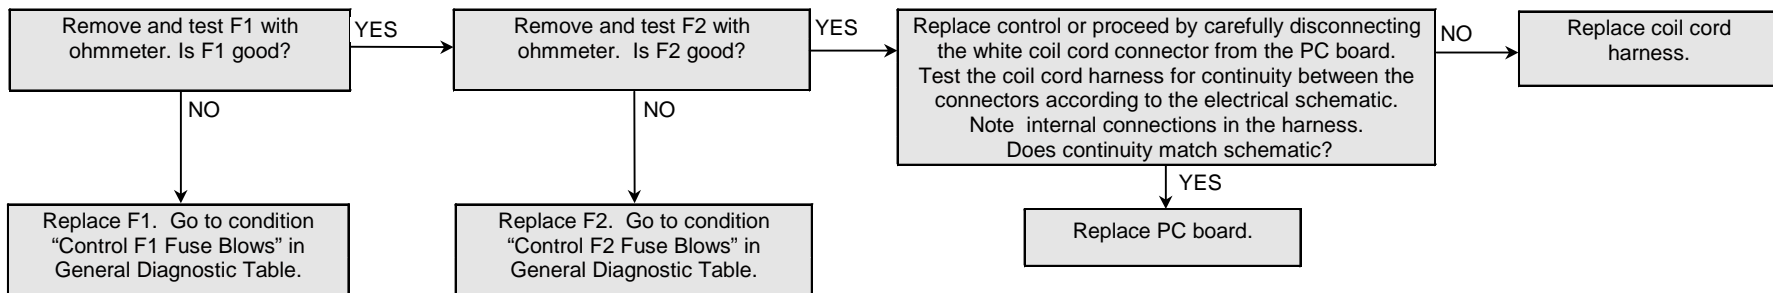 Remove and test F1 with
ohmmeter. Is F1 good?
YES
Remove and test F2 with
ohmmeter.  Is F2 good?
YES
Replace control or proceed by carefully disconnecting
the white coil cord connector from the PC board.
Test the coil cord harness for continuity between the
connectors according to the electrical schematic.
Note  internal connections in the harness.
Does continuity match schematic?
NO
Replace coil cord
harness.
NO
NO
YES
Replace F1.  Go to condition
“Control F1 Fuse Blows” in
General Diagnostic Table.
Replace F2.  Go to condition
“Control F2 Fuse Blows” in
General Diagnostic Table.
Replace PC board.